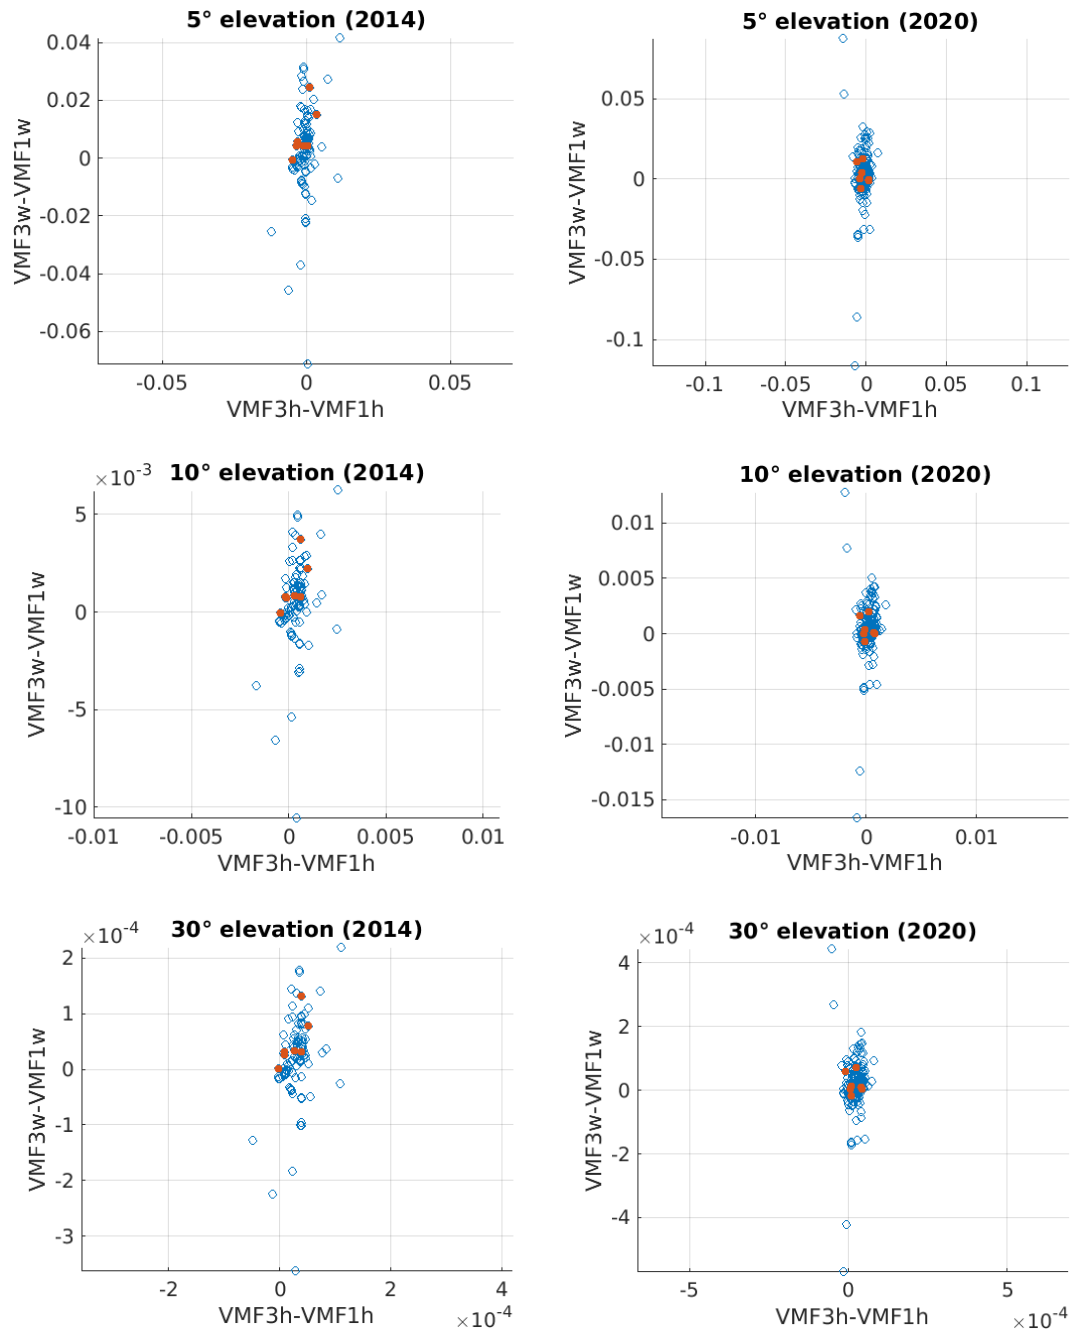 5° elevation (2014)
0.04
0.02
0
-0.02
-0.04
-0.06
VMF3w-VMF1w
-0.05 0 0.05
VMF3h-VMF1h
5° elevation (2020)
0.05
0
-0.05
-0.1
VMF3w-VMF1w
-0.1 -0.05 0 0.05 0.1
VMF3h-VMF1h
×10-3 10° elevation (2014)
5
0
-5
-10
VMF3w-VMF1w
-0.01 -0.005 0 0.005 0.01
VMF3h-VMF1h
10° elevation (2020)
0.01
0.005
0
-0.005
-0.01
-0.015
VMF3w-VMF1w
-0.01 0 0.01
VMF3h-VMF1h
×10-4 30° elevation (2014)
2
1
0
-1
-2
-3
VMF3w-VMF1w
-2 0 2 4
VMF3h-VMF1h ×10-4
×10-4 30° elevation (2020)
4
2
0
-2
-4
VMF3w-VMF1w
-5 0 5
VMF3h-VMF1h ×10-4